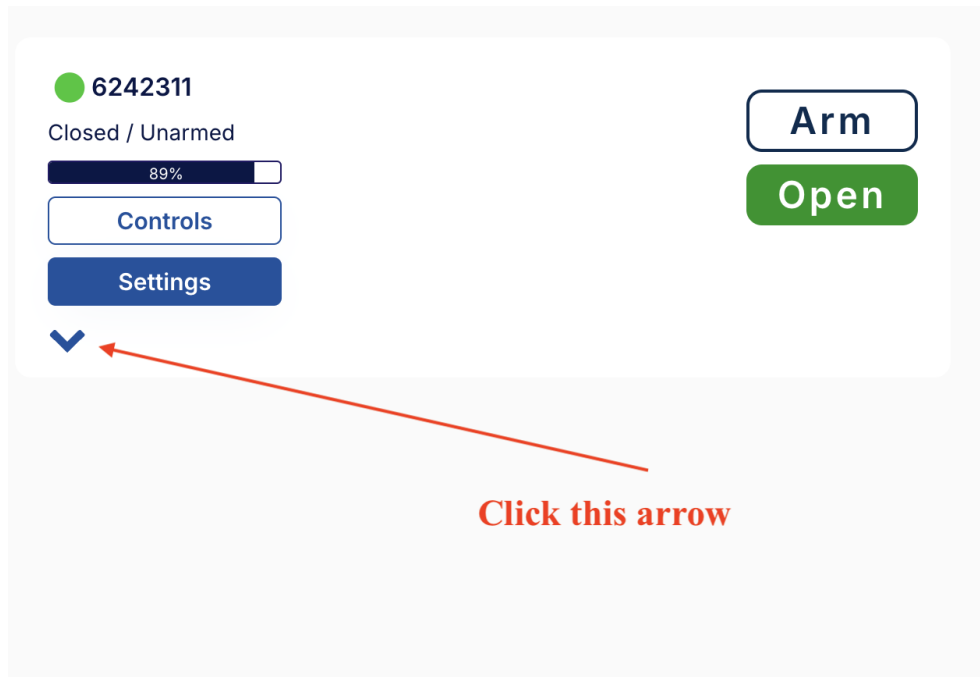 6242311
Closed / Unarmed
89%
Controls
Settings
Arm
Open
Click this arrow